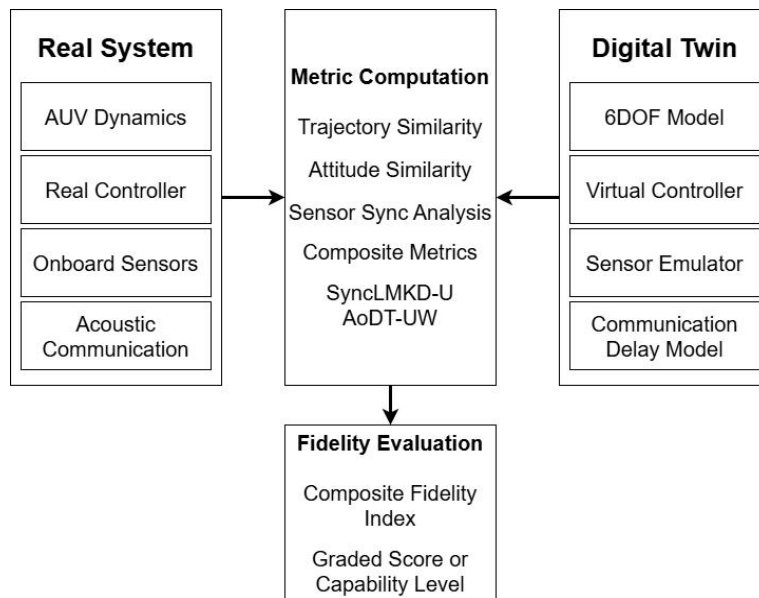 Real System
AUV Dynamics
Real Controller
Onboard Sensors
Acoustic
Communication
Metric Computation
Trajectory Similarity
Attitude Similarity
Sensor Sync Analysis
Composite Metrics
SyncLMKD-U
AoDT-UW
Digital Twin
6DOF Model
Virtual Controller
Sensor Emulator
Communication
Delay Model
Fidelity Evaluation
Composite Fidelity
Index
Graded Score or
Capability Level